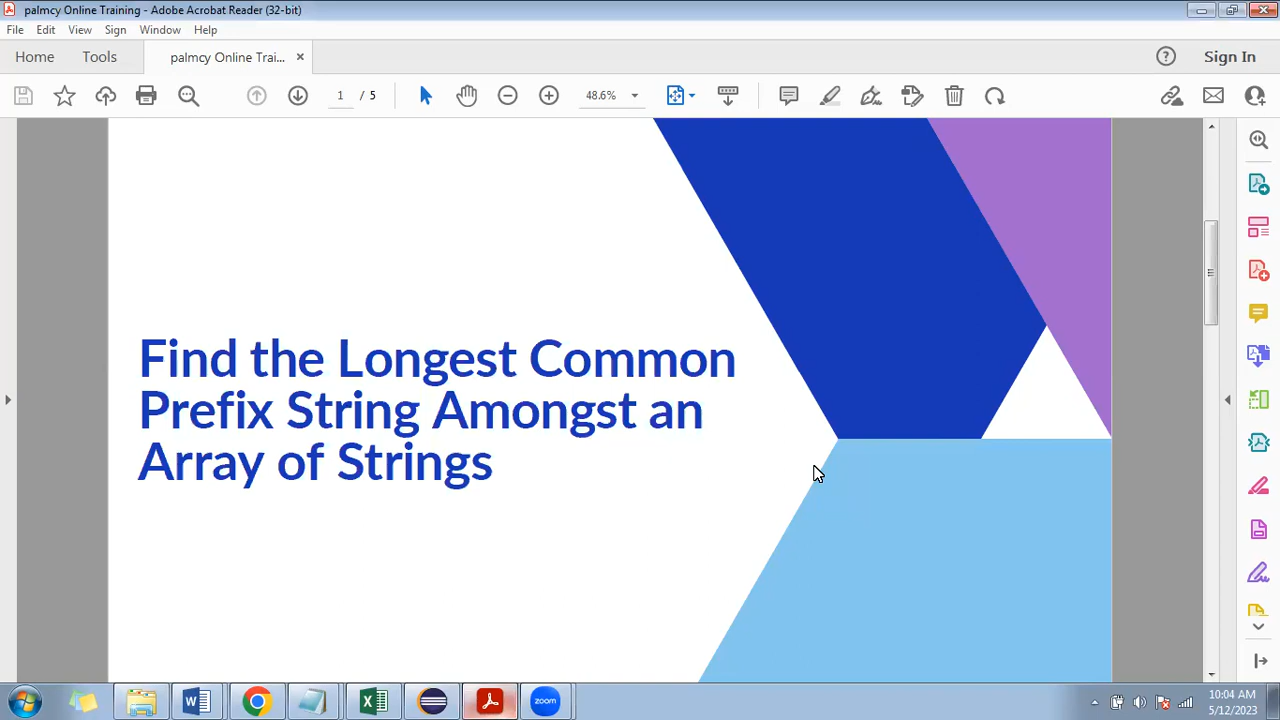 palmcy Online Training - Adobe Acrobat Reader (32-bit)
File Edit View Sign Window Help
Home Tools palmcy Online Trai... × Sign In
1 / 5 48.6%
Find the Longest Common
Prefix String Amongst an
Array of Strings
zoom
10:04 AM
5/12/2023